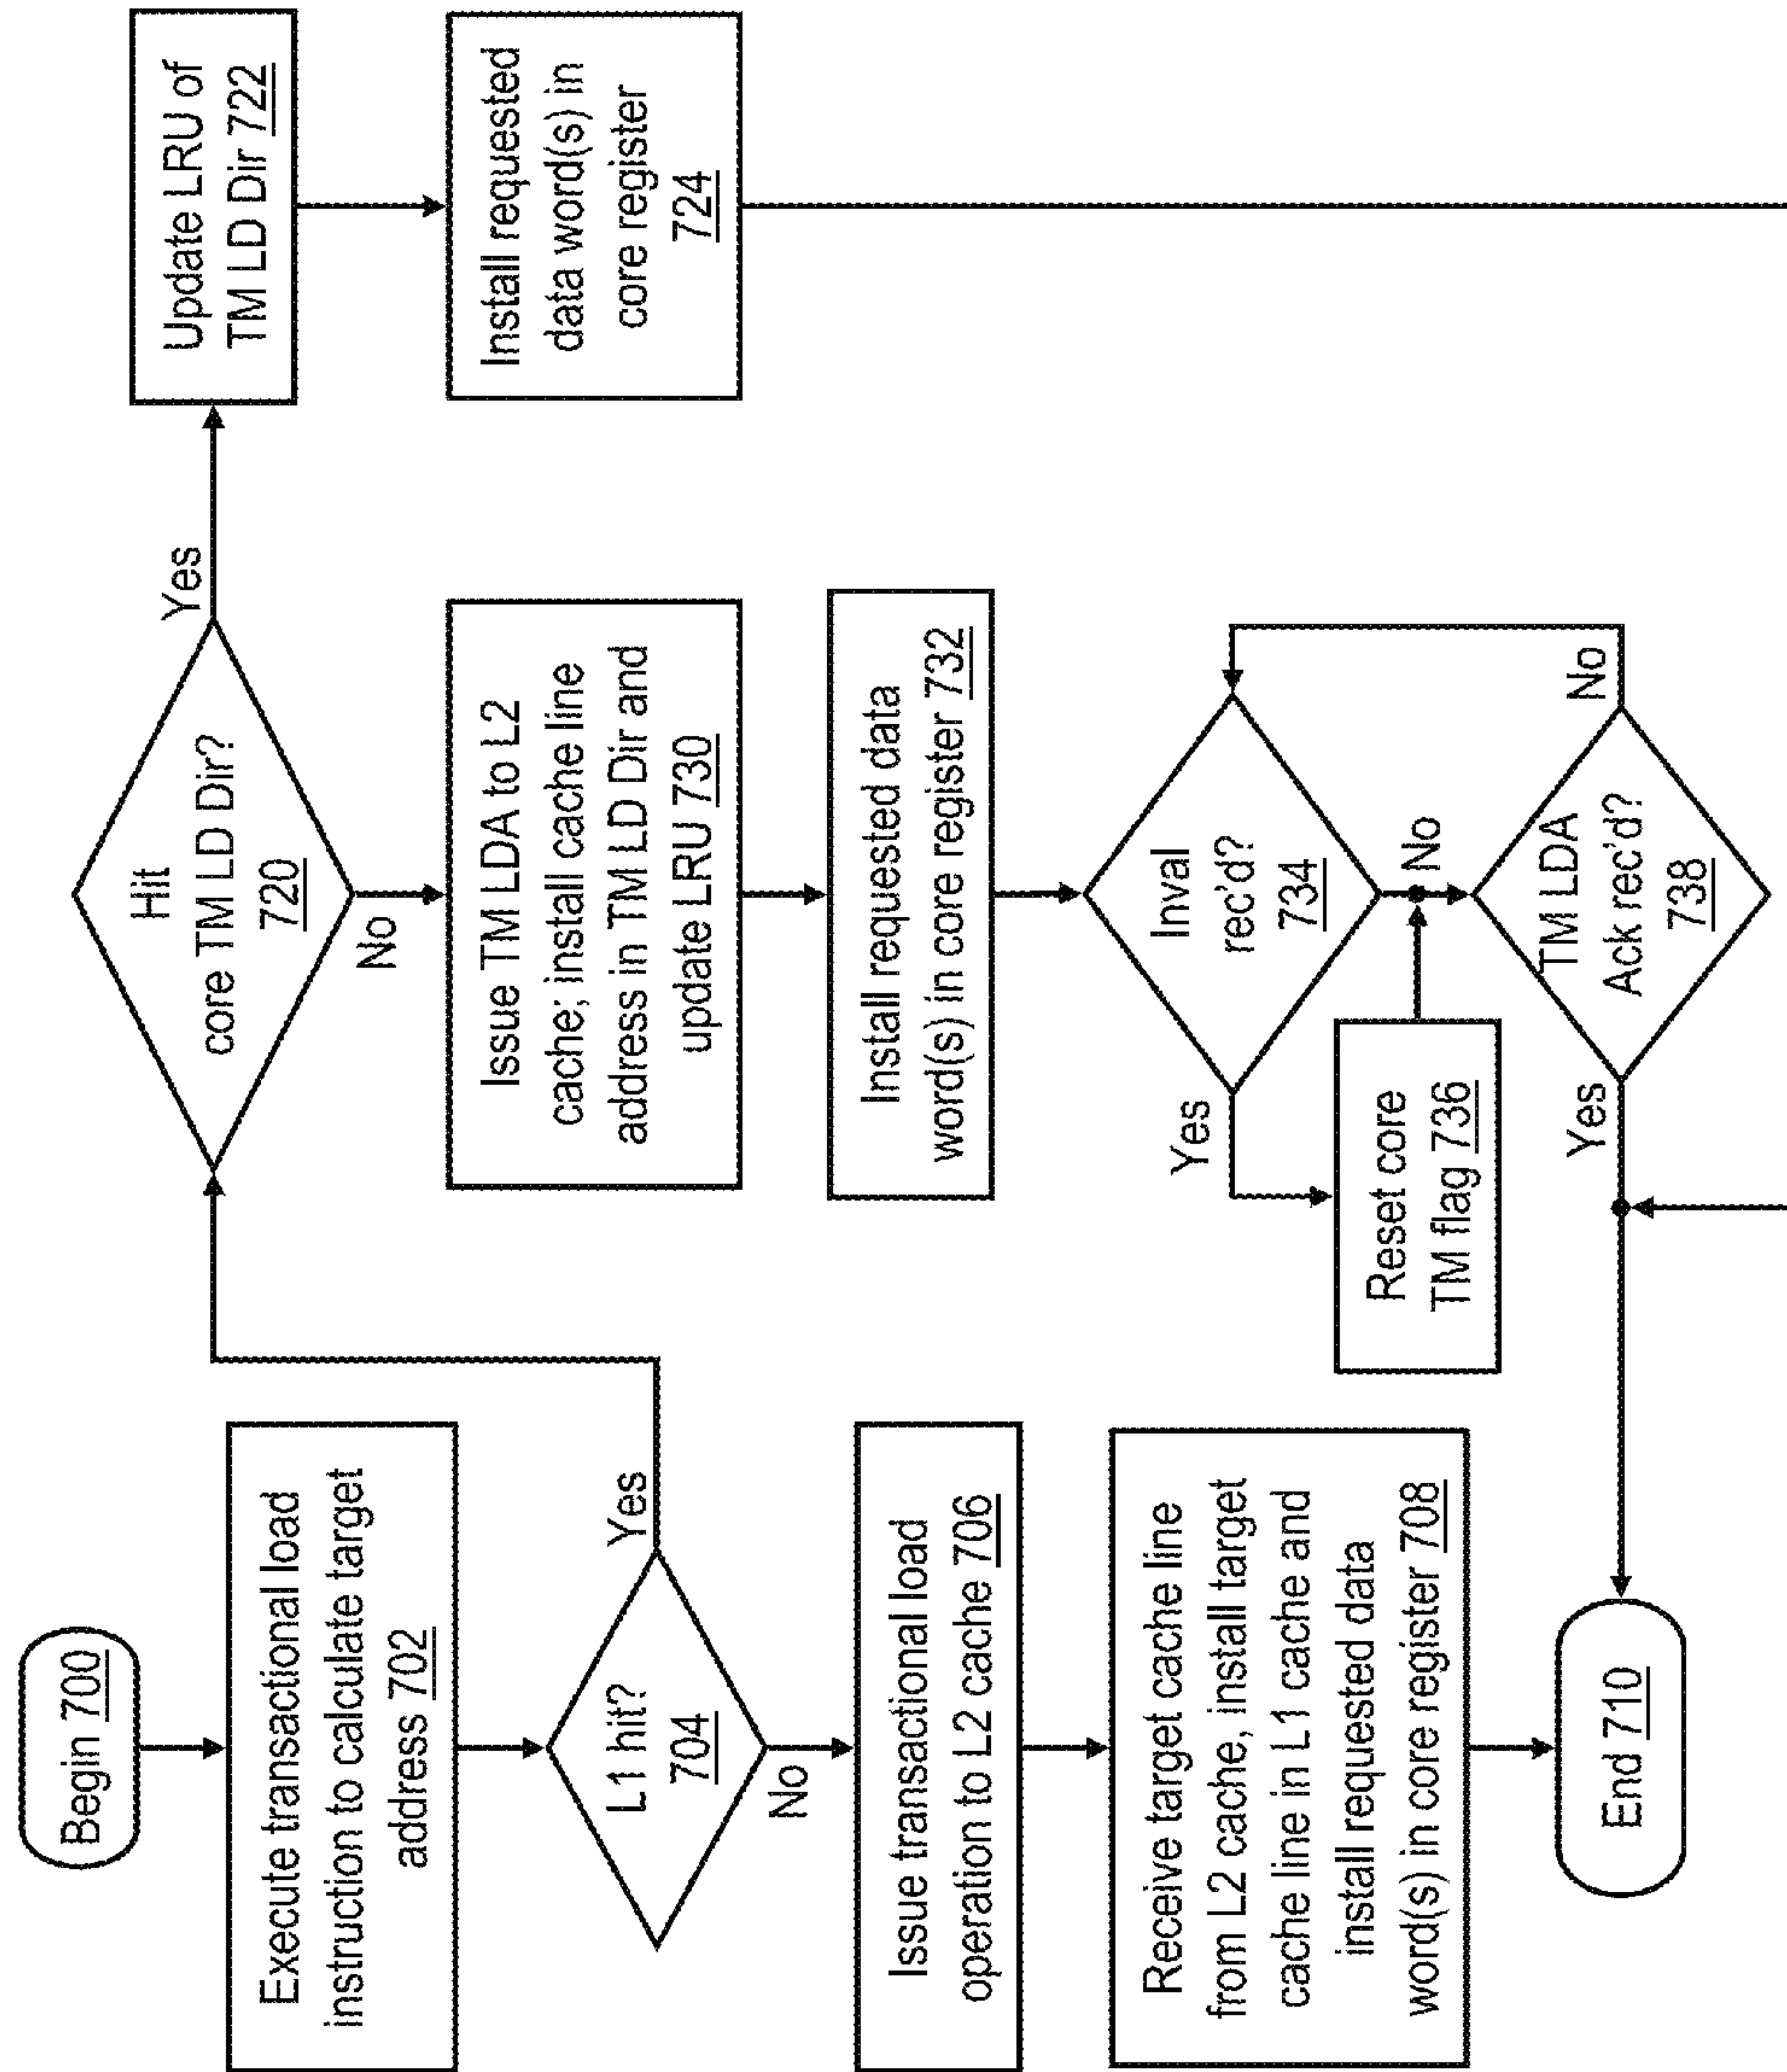 Begin 700
Execute transactional load
instruction to calculate target
address 702
L1 hit?
704
Yes
No
Issue transactional load
operation to L2 cache 706
Receive target cache line
from L2 cache, install target
cache line in L1 cache and
install requested data
word(s) in core register 708
End 710
Hit
core TM LD Dir?
720
Yes
No
Update LRU of
TM LD Dir 722
Install requested
data word(s) in
core register
724
Issue TM LDA to L2
cache; install cache line
address in TM LD Dir and
update LRU 730
Install requested data
word(s) in core register 732
Inval
rec'd?
734
Yes
No
Reset core
TM flag 736
TM LDA
Ack rec'd?
738
No
Yes